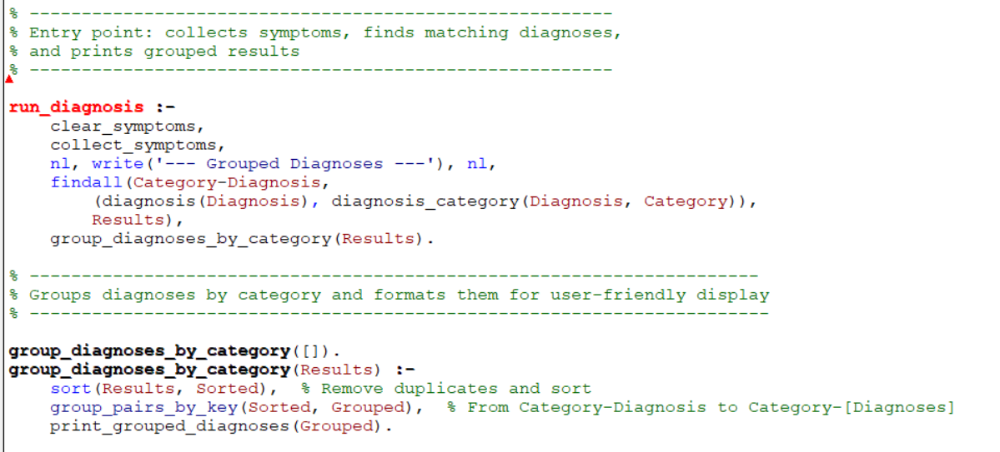 % --------------------------------------------------------
% Entry point: collects symptoms, finds matching diagnoses,
% and prints grouped results
% --------------------------------------------------------
run_diagnosis :-
    clear_symptoms,
    collect_symptoms,
    nl, write('--- Grouped Diagnoses ---'), nl,
    findall(Category-Diagnosis,
        (diagnosis(Diagnosis), diagnosis_category(Diagnosis, Category)),
        Results),
    group_diagnoses_by_category(Results).
% ----------------------------------------------------------------------
% Groups diagnoses by category and formats them for user-friendly display
% -----------------------------------------------------------------------
group_diagnoses_by_category([]).
group_diagnoses_by_category(Results) :-
    sort(Results, Sorted),  % Remove duplicates and sort
    group_pairs_by_key(Sorted, Grouped),  % From Category-Diagnosis to Category-[Diagnoses]
    print_grouped_diagnoses(Grouped).